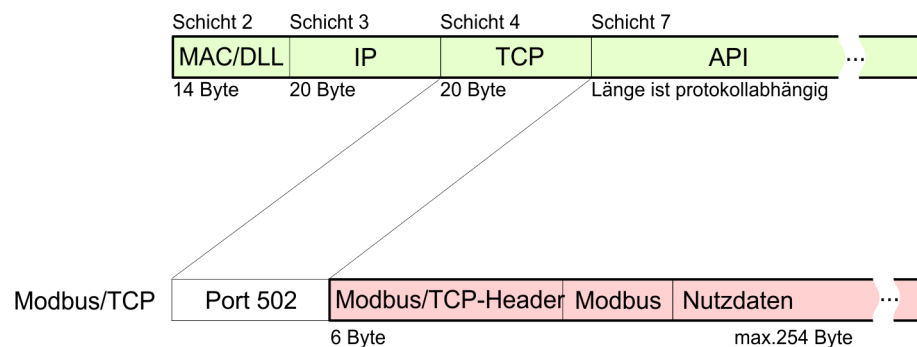 Schicht 2 Schicht 3 Schicht 4 Schicht 7
MAC/DLL IP TCP API ...
14 Byte 20 Byte 20 Byte Länge ist protokollabhängig
Modbus/TCP Port 502 Modbus/TCP-Header Modbus Nutzdaten ...
6 Byte max.254 Byte